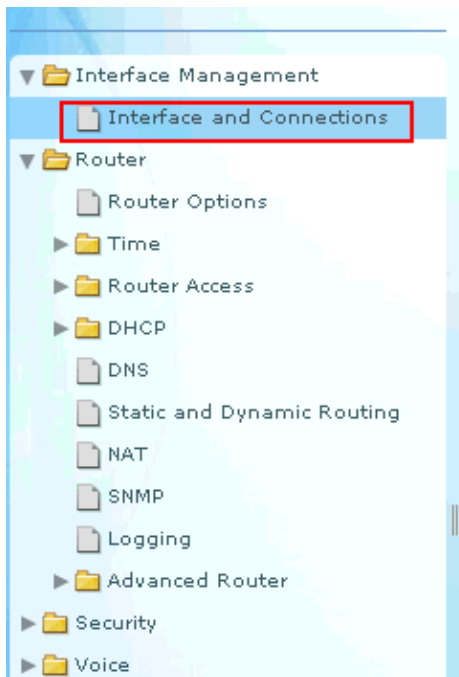 Interface Management
Interface and Connections
Router
Router Options
Time
Router Access
DHCP
DNS
Static and Dynamic Routing
NAT
SNMP
Logging
Advanced Router
Security
Voice